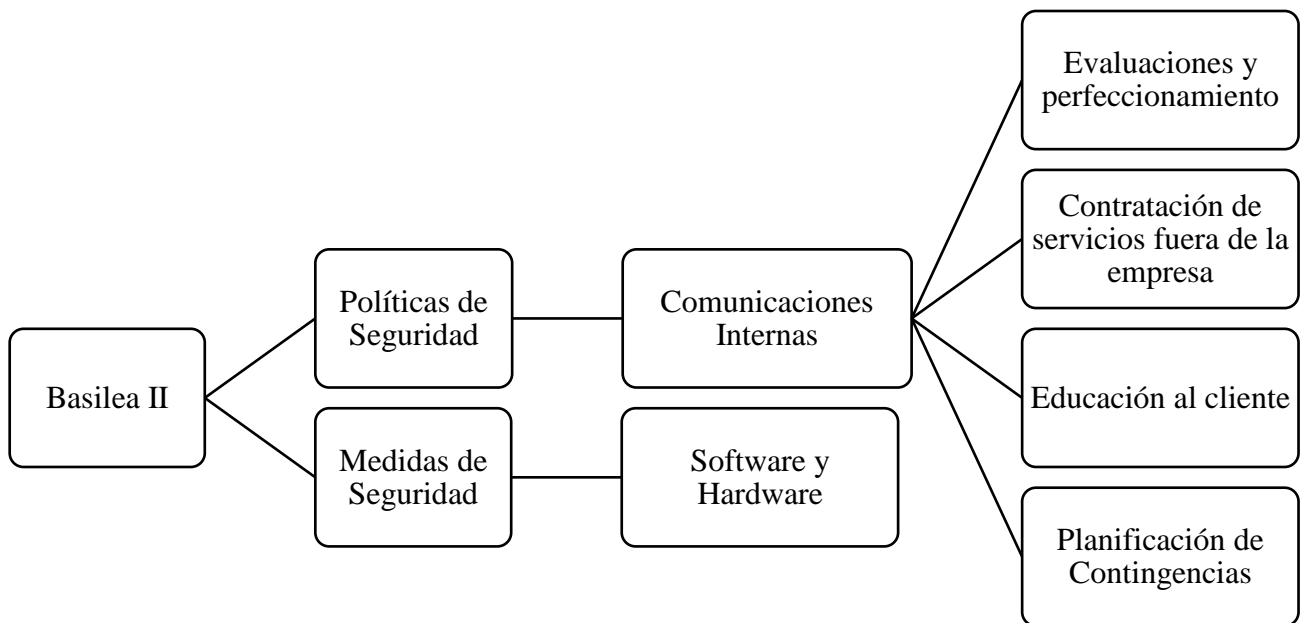 Basilea II
Políticas de
Seguridad
Medidas de
Seguridad
Comunicaciones
Internas
Software y
Hardware
Evaluaciones y
perfeccionamiento
Contratación de
servicios fuera de la
empresa
Educación al cliente
Planificación de
Contingencias